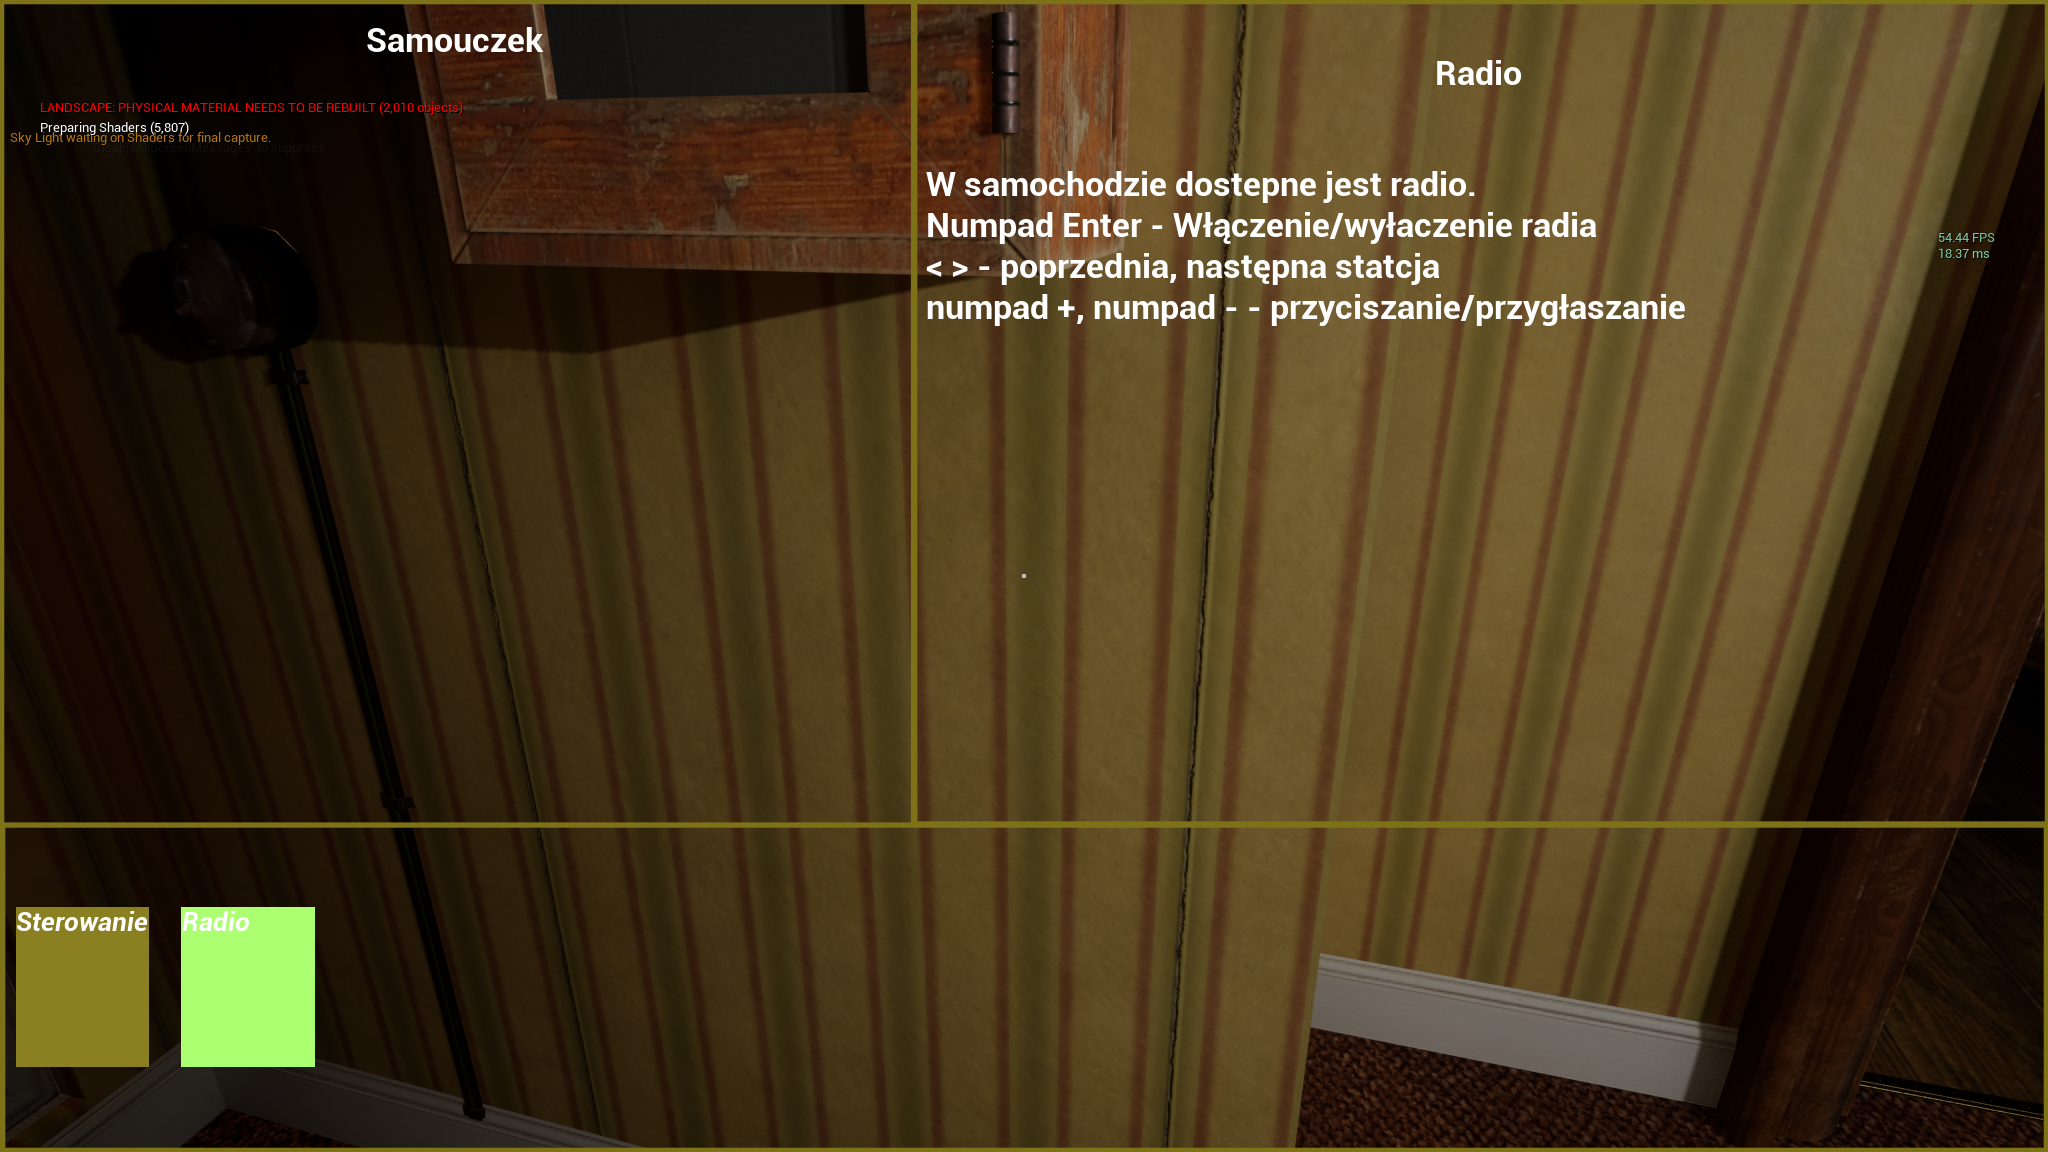 Samouczek
Radio
LANDSCAPE: PHYSICAL MATERIAL NEEDS TO BE REBUILT (2,010 objects)
Preparing Shaders (5,807)
Sky Light waiting on Shaders for final capture.
to suppress
W samochodzie dostepne jest radio.
Numpad Enter - Włączenie/wyłaczenie radia
< > - poprzednia, następna statcja
numpad +, numpad - - przyciszanie/przygłaszanie
54.44 FPS
18.37 ms
Sterowanie
Radio